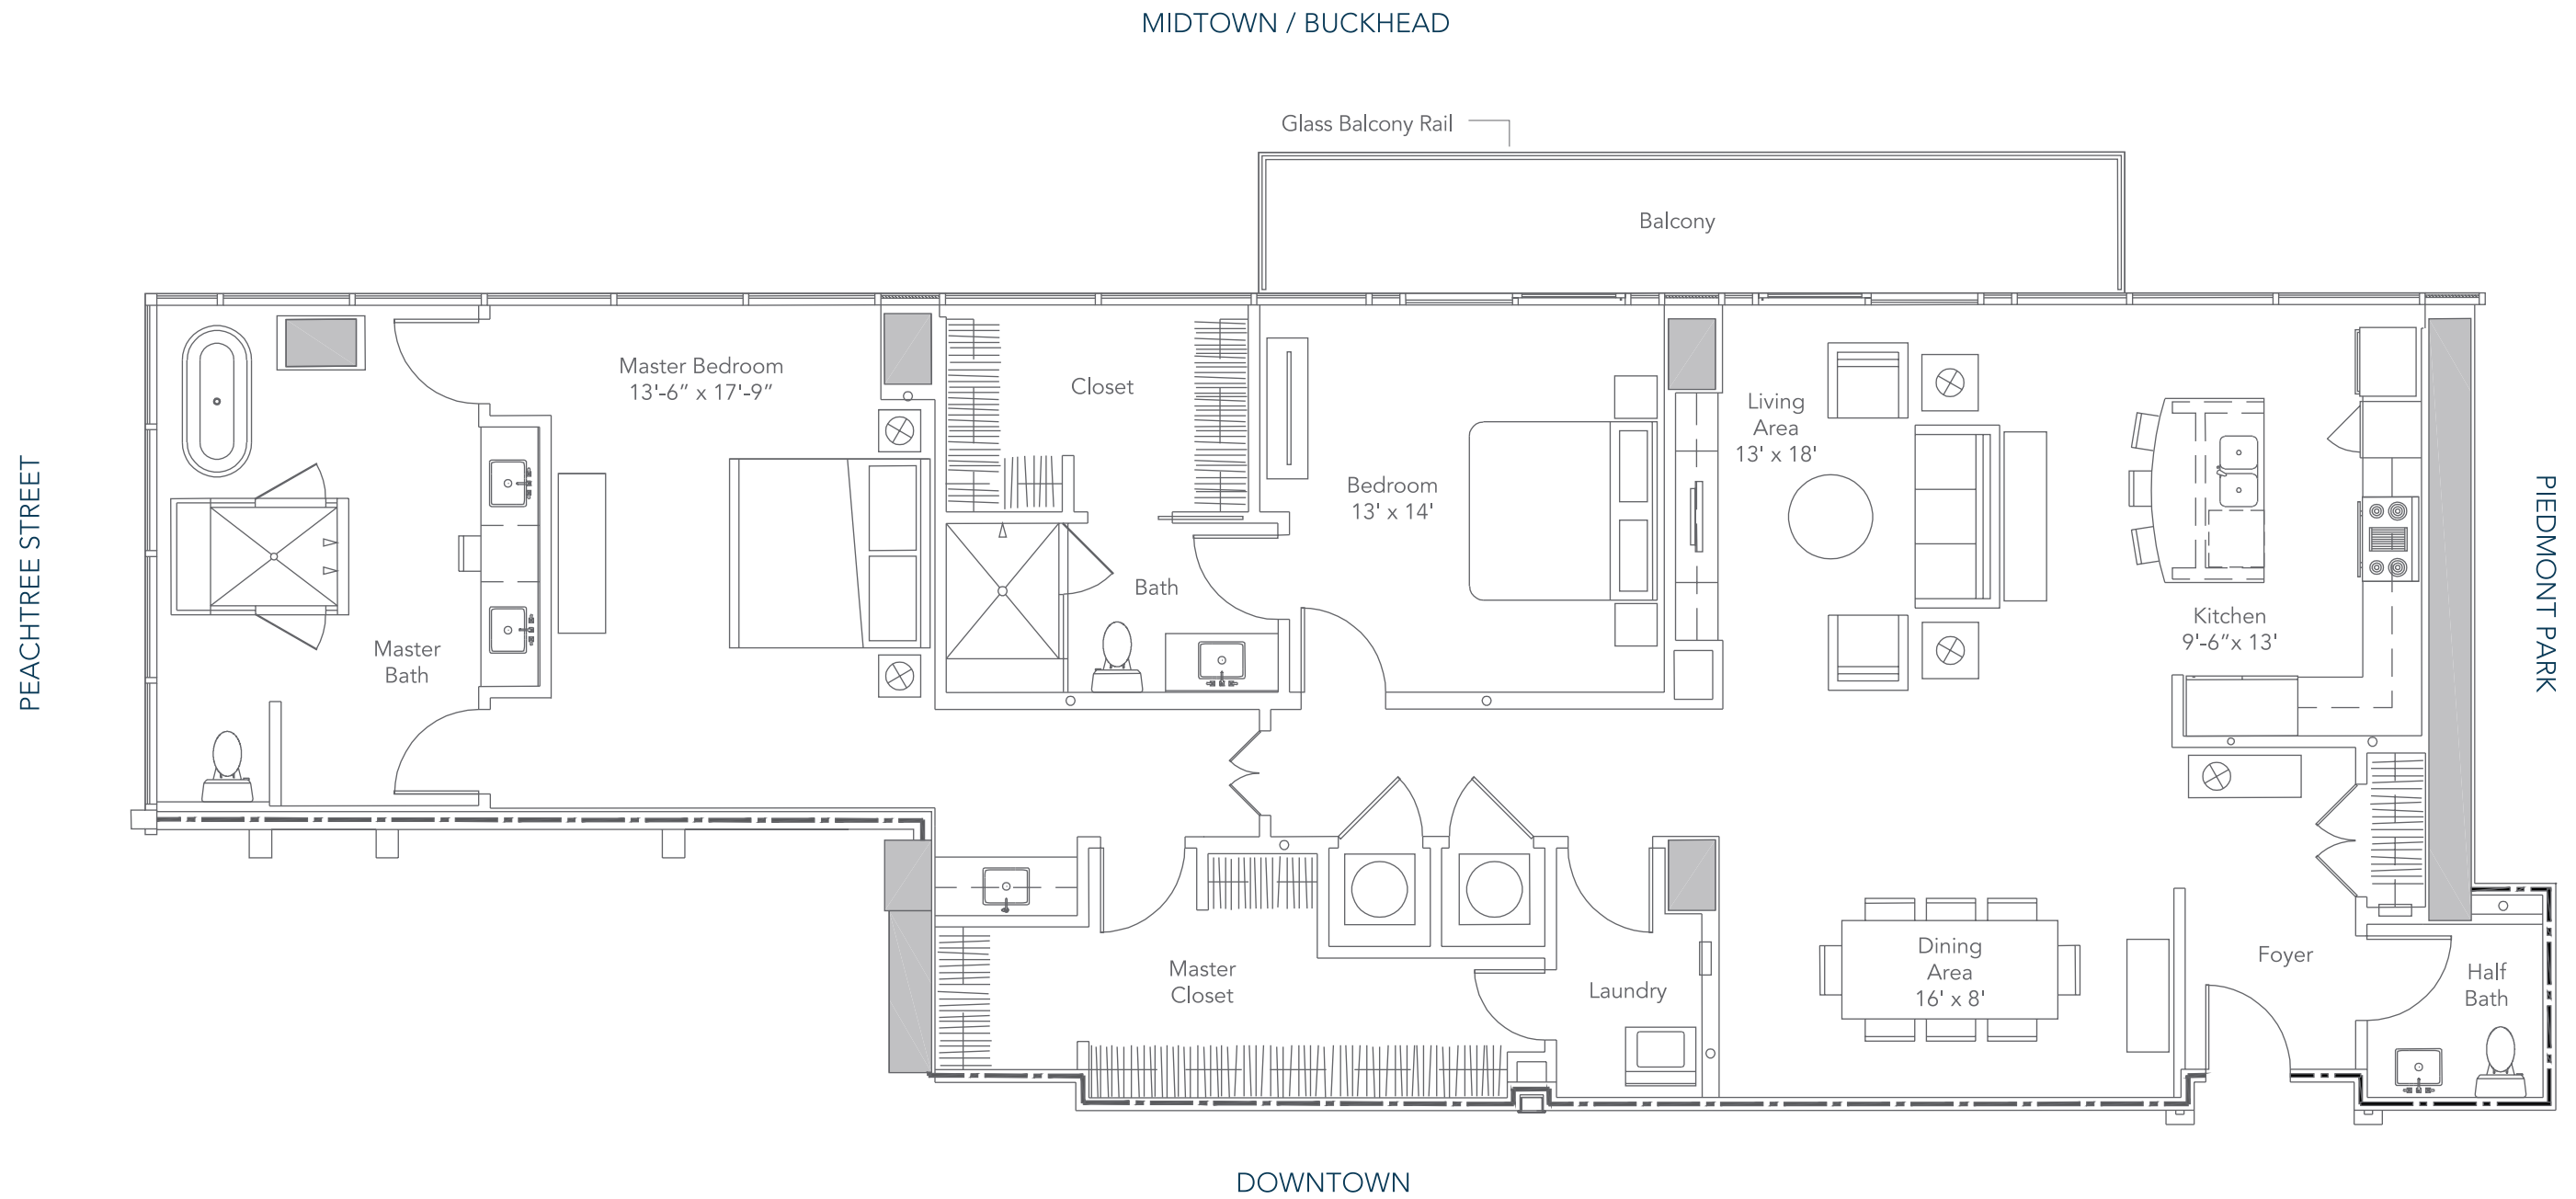 MIDTOWN / BUCKHEAD
Glass Balcony Rail
Balcony
Master Bedroom
13'-6” x 17'-9”
Closet
Living
Area
13' x 18'
Bedroom
13' x 14'
PEACHTREE STREET
PIEDMONT PARK
Bath
Kitchen
9'-6”x 13'
Master
Bath
Master
Closet
Laundry
Dining
Area
16' x 8'
Foyer
Half
Bath
DOWNTOWN